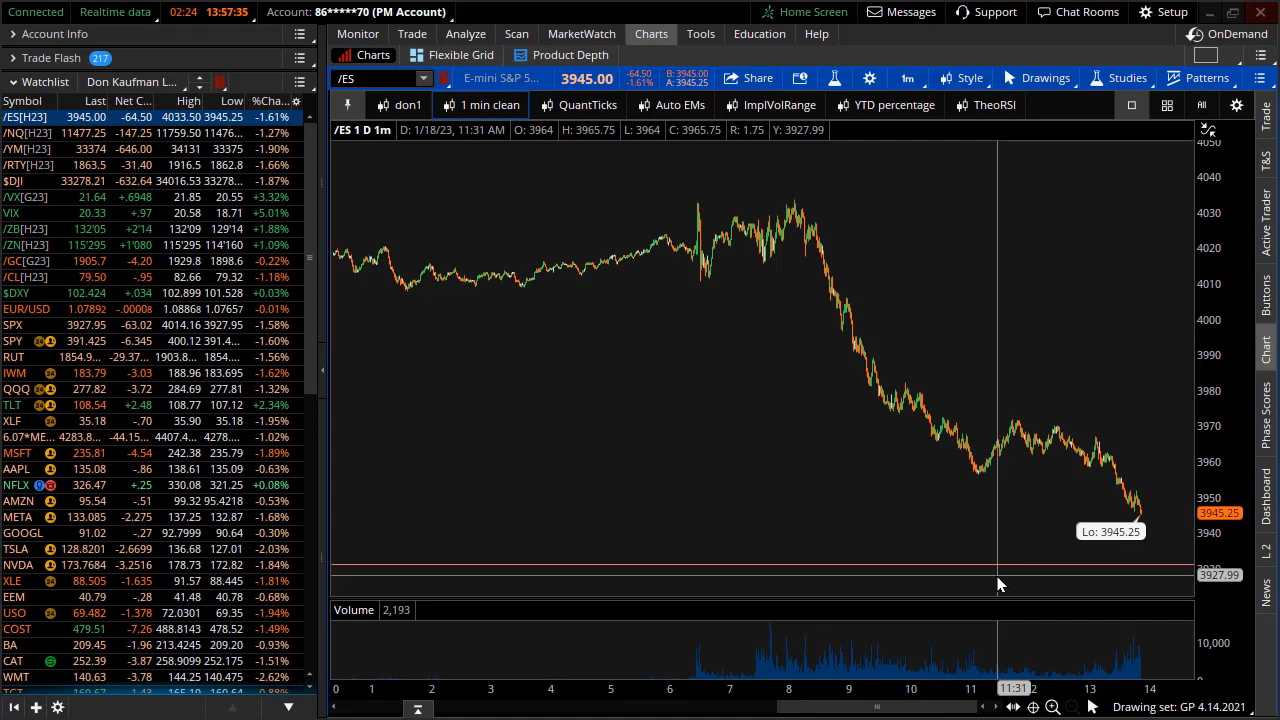 Connected Realtime data 02:24 13:57:35 Account: 86*****70 (PM Account) Home Screen Messages Support Chat Rooms Setup
Account Info Monitor Trade Analyze Scan MarketWatch Charts Tools Education Help OnDemand
Trade Flash 217 Charts Flexible Grid Product Depth
Watchlist Don Kaufman L... /ES E-mini S&P 5... 3945.00 -64.50 -1.61% B: 3945.00 A: 3945.25 Share 1m Style Drawings Studies Patterns
don1 1 min clean QuantTicks Auto EMs ImplVolRange YTD percentage TheoRSI
/ES 1 D 1m D: 1/18/23, 11:31 AM O: 3964 H: 3965.75 L: 3964 C: 3965.75 R: 1.75 Y: 3927.99
Symbol Last Net C... High Low %Cha...
/ES[H23] 3945.00 -64.50 4033.50 3945.25 -1.61%
/NQ[H23] 11477.25 -147.25 11759.50 11476... -1.27%
/YM[H23] 33374 -646.00 34131 33375 -1.90%
/RTY[H23] 1863.5 -31.40 1916.5 1862.8 -1.66%
$DJI 33278.21 -632.64 34016.53 33278... -1.87%
/VX[G23] 21.64 +.6948 21.85 20.55 +3.32%
VIX 20.33 +.97 20.58 18.71 +5.01%
/ZB[H23] 132'05 +2'14 132'09 129'14 +1.88%
/ZN[H23] 115'295 +1'080 115'295 114'160 +1.09%
/GC[G23] 1905.7 -4.20 1929.8 1898.6 -0.22%
/CL[H23] 79.50 -.95 82.66 79.32 -1.18%
$DXY 102.424 +.034 102.899 101.528 +0.03%
EUR/USD 1.07892 -.00008 1.08868 1.07657 -0.01%
SPX 3927.95 -63.02 4014.16 3927.95 -1.58%
SPY 24 391.425 -6.345 400.12 391.4... -1.60%
RUT 1854.9... -29.37... 1903.8... 1854.... -1.56%
IWM 24 183.79 -3.03 188.96 183.695 -1.62%
QQQ 24 277.82 -3.72 284.69 277.81 -1.32%
TLT 24 108.54 +2.48 108.77 107.12 +2.34%
XLF 24 35.18 -.70 35.90 35.18 -1.95%
6.07*ME... 4283.8... -44.15... 4407.4... 4278.... -1.02%
MSFT 235.81 -4.54 242.38 235.79 -1.89%
AAPL 135.08 -.86 138.61 135.03 -0.63%
NFLX 326.47 +.25 330.08 321.25 +0.08%
AMZN 95.54 -.51 99.32 95.4218 -0.53%
META 133.085 -2.275 137.25 132.87 -1.68%
GOOGL 91.02 -.27 92.7999 90.64 -0.30%
TSLA 128.8201 -2.6699 136.68 127.01 -2.03%
NVDA 173.7684 -3.2516 178.73 172.82 -1.84%
XLE 24 88.505 -1.635 91.57 88.445 -1.81%
EEM 40.79 -.28 41.48 40.78 -0.68%
USO 24 69.482 -1.378 72.0301 69.35 -1.94%
COST 479.51 -7.26 488.8143 478.52 -1.49%
BA 209.45 -1.96 213.4245 209.20 -0.93%
CAT 252.39 -3.87 258.9099 252.175 -1.51%
WMT 140.63 -3.78 144.25 140.475 -2.62%
TGT 160.67 -1.43 165.19 160.64 -0.88%
4050
4040
4030
4020
4010
4000
3990
3980
3970
3960
3950
3945.25
Lo: 3945.25
3940
3930
3927.99
Volume 2,193
10,000
0
0 1 2 3 4 5 6 7 8 9 10 11 11:31 12 13 14
Drawing set: GP 4.14.2021
Trade
T&S
Active Trader
Buttons
Chart
Phase Scores
Dashboard
L 2
News
All